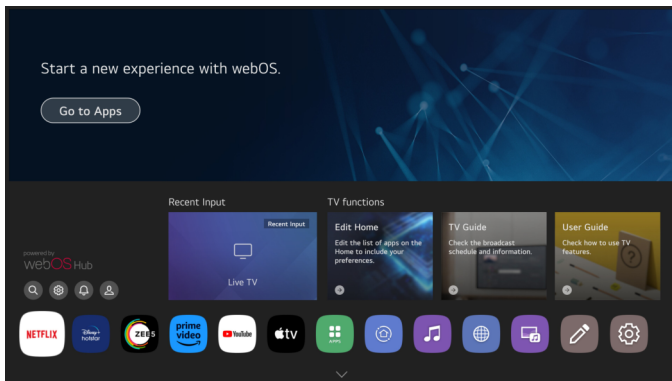 Start a new experience with webOS.
Go to Apps
Recent Input
TV functions
Recent Input
Live TV
Edit Home
Edit the list of apps on the
Home to include your
preferences.
TV Guide
Check the broadcast
schedule and information.
User Guide
Check how to use TV
features.
powered by
webOS Hub
NETFLIX
Disney+
hotstar
ZEE5
prime
video
YouTube
tv
APPS